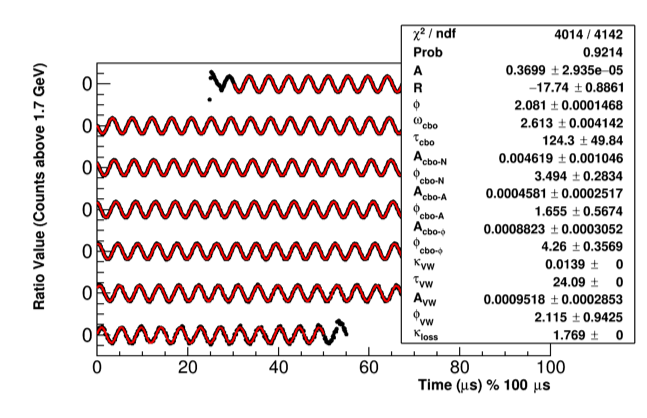 χ² / ndf 4014 / 4142
Prob 0.9214
A 0.3699 ± 2.935e−05
R −17.74 ± 0.8861
ϕ 2.081 ± 0.0001468
ω_cbo 2.613 ± 0.004142
τ_cbo 124.3 ± 49.84
A_cbo-N 0.004619 ± 0.001046
ϕ_cbo-N 3.494 ± 0.2834
A_cbo-A 0.0004581 ± 0.0002517
ϕ_cbo-A 1.655 ± 0.5674
A_cbo-ϕ 0.0008823 ± 0.0003052
ϕ_cbo-ϕ 4.26 ± 0.3569
κ_VW 0.0139 ± 0
τ_VW 24.09 ± 0
A_VW 0.0009518 ± 0.0002853
ϕ_VW 2.115 ± 0.9425
κ_loss 1.769 ± 0
Ratio Value (Counts above 1.7 GeV)
0
0
0
0
0
0
0
0 20 40 60 80 100
Time (μs) % 100 μs